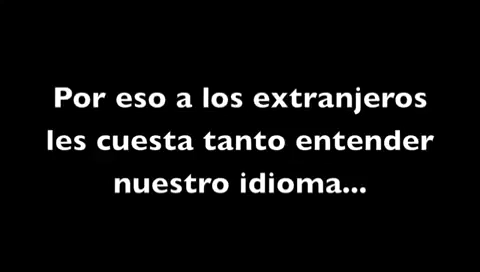 Por eso a los extranjeros
les cuesta tanto entender
nuestro idioma...